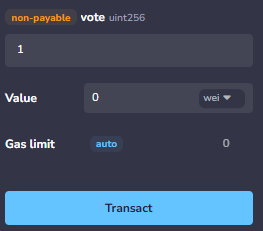 non-payable vote uint256
1
Value 0 wei
Gas limit auto 0
Transact